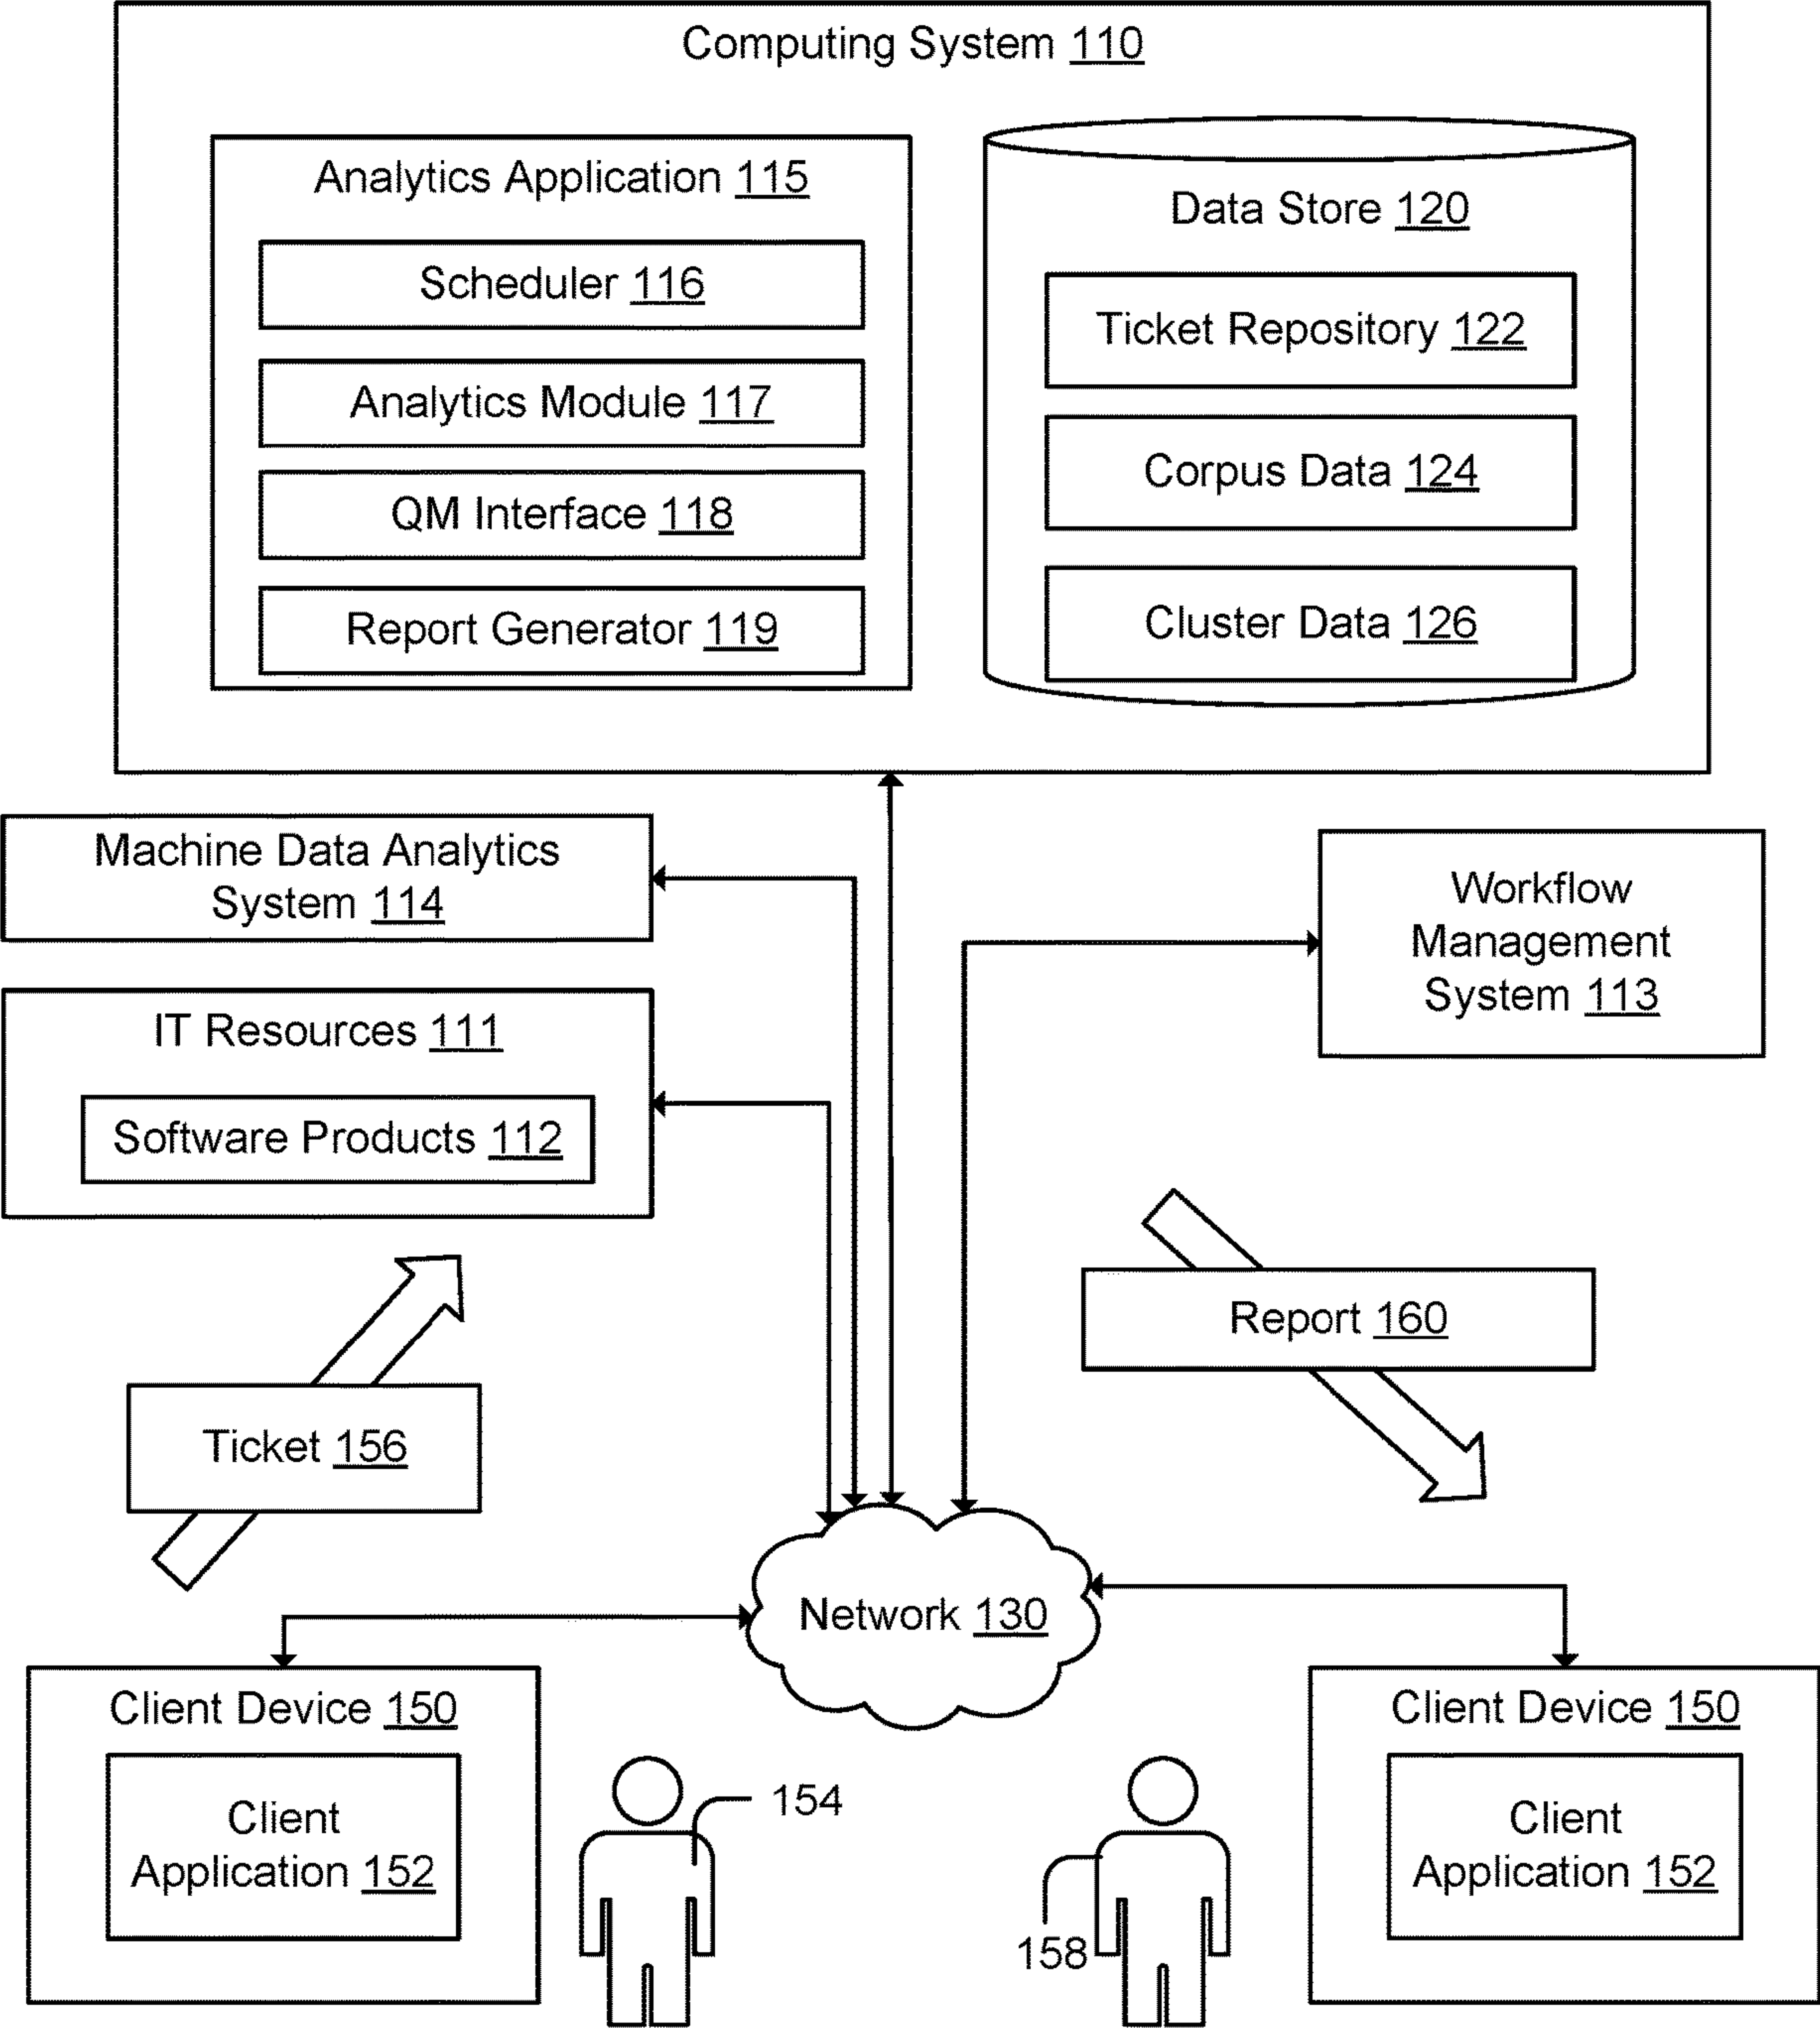 Computing System 110
Analytics Application 115
Scheduler 116
Analytics Module 117
QM Interface 118
Report Generator 119
Data Store 120
Ticket Repository 122
Corpus Data 124
Cluster Data 126
Machine Data Analytics
System 114
Workflow
Management
System 113
IT Resources 111
Software Products 112
Report 160
Ticket 156
Network 130
Client Device 150
Client
Application 152
154
158
Client Device 150
Client
Application 152